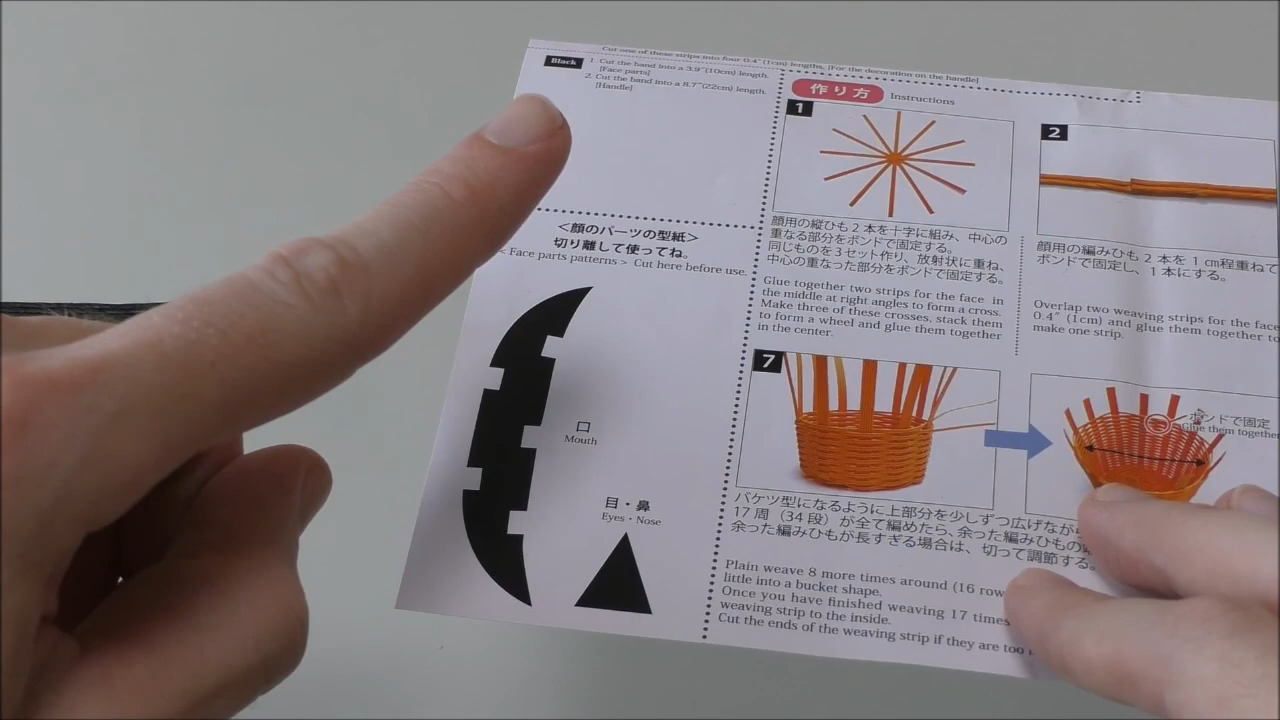 Cut one of these strips into four 0.4" (1cm) lengths. [For the decoration on the handle]
Black
1. Cut the band into a 3.9" (10cm) length.
[Face parts]
2. Cut the band into a 8.7" (22cm) length.
[Handle]
<顔のパーツの型紙>
切り離して使ってね。
< Face parts patterns > Cut here before use.
口
Mouth
目・鼻
Eyes・Nose
作り方 Instructions
1
顔用の縦ひも2本を十字に組み、中心の
重なる部分をボンドで固定する。
同じものを3セット作り、放射状に重ね、
中心の重なった部分をボンドで固定する。
Glue together two strips for the face in
the middle at right angles to form a cross.
Make three of these crosses, stack them
to form a wheel and glue them together
in the center.
2
顔用の編みひも2本を1cm程重ねて
ボンドで固定し、1本にする。
Overlap two weaving strips for the face
0.4" (1cm) and glue them together to
make one strip.
7
ボンドで固定
Glue them together
バケツ型になるように上部分を少しずつ広げながら
17周(34段)が全て編めたら、余った編みひもの
余った編みひもが長すぎる場合は、切って調節する。
Plain weave 8 more times around (16 row
little into a bucket shape.
Once you have finished weaving 17 times
weaving strip to the inside.
Cut the ends of the weaving strip if they are too